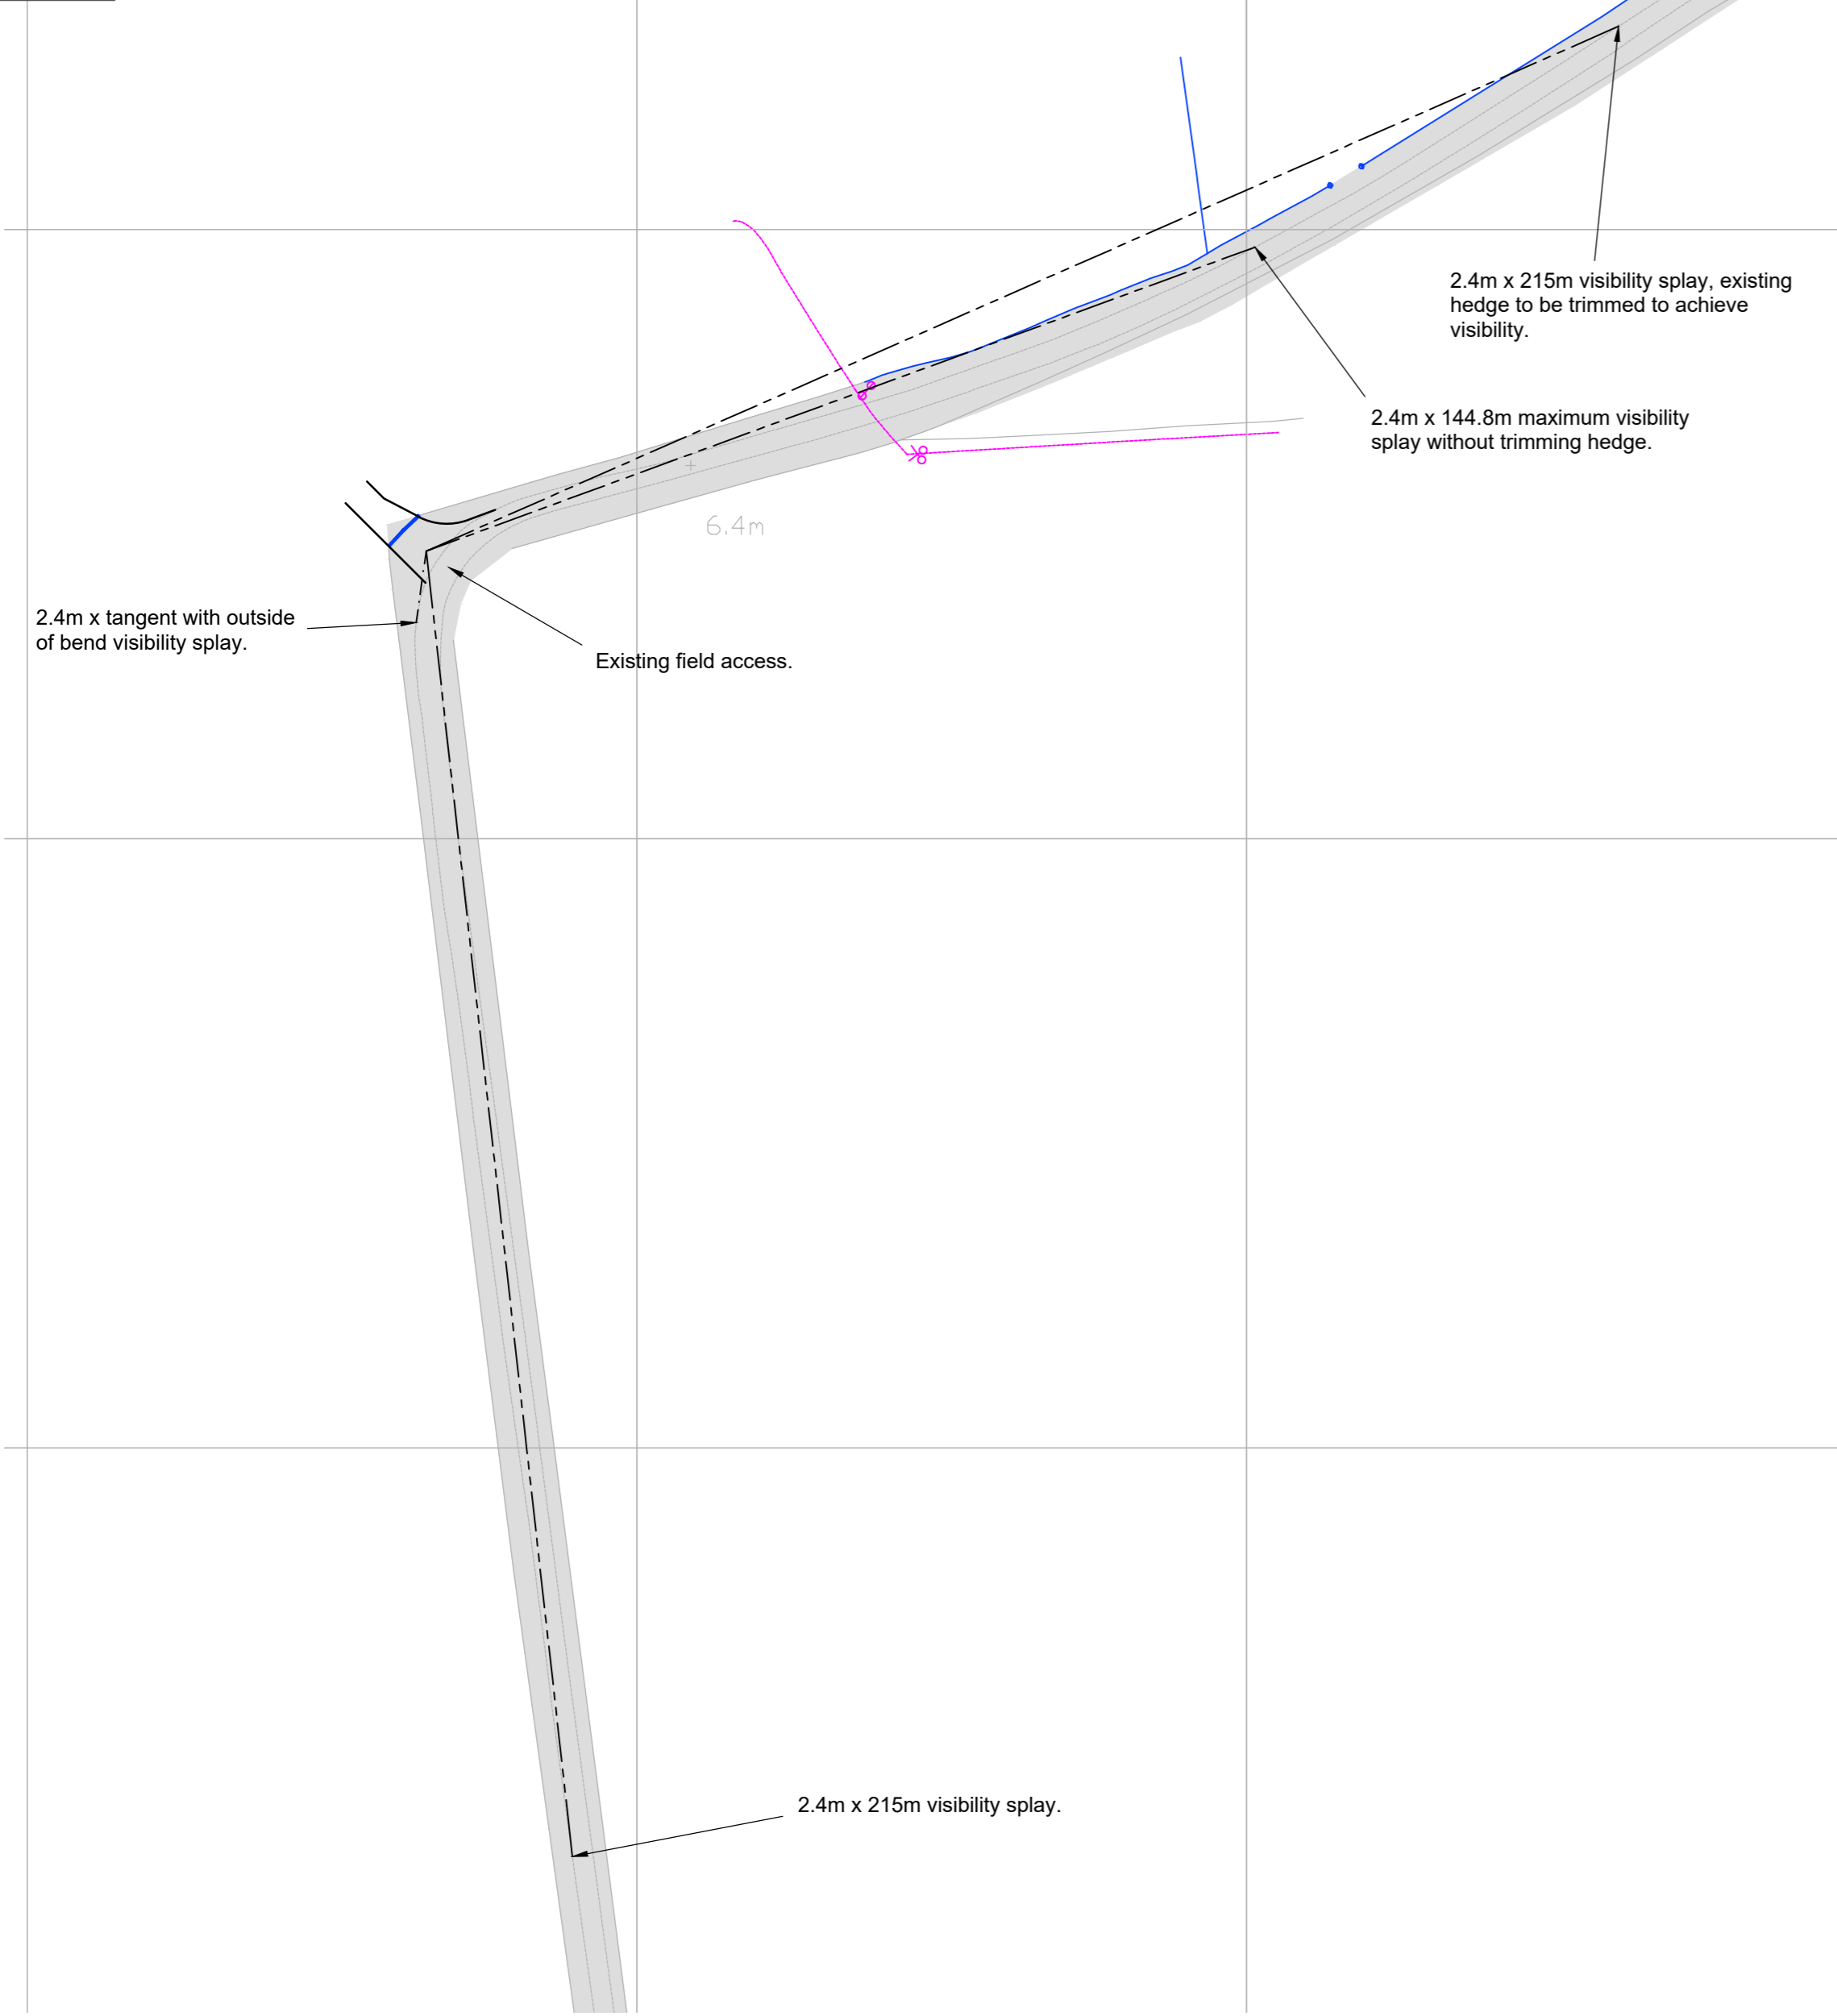 2.4m x 215m visibility splay, existing
hedge to be trimmed to achieve
visibility.
2.4m x 144.8m maximum visibility
splay without trimming hedge.
6.4m
2.4m x tangent with outside
of bend visibility splay.
Existing field access.
2.4m x 215m visibility splay.